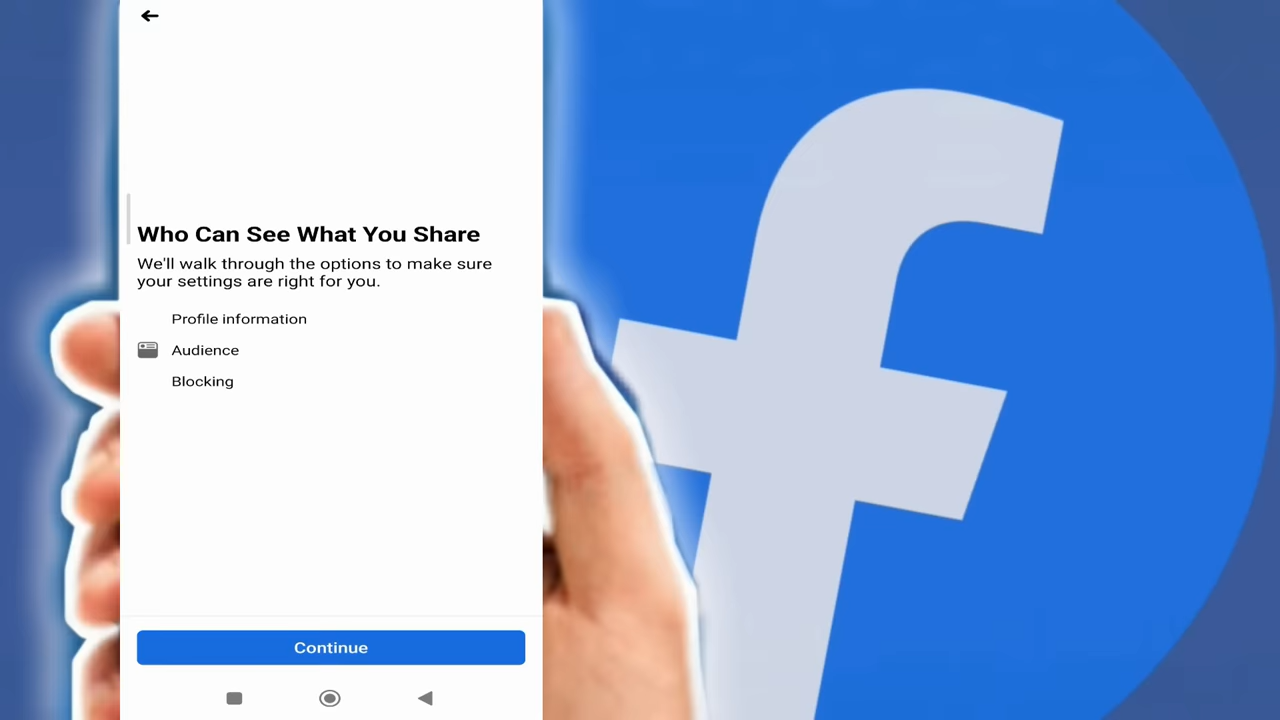 Who Can See What You Share
We'll walk through the options to make sure
your settings are right for you.
Profile information
Audience
Blocking
Continue